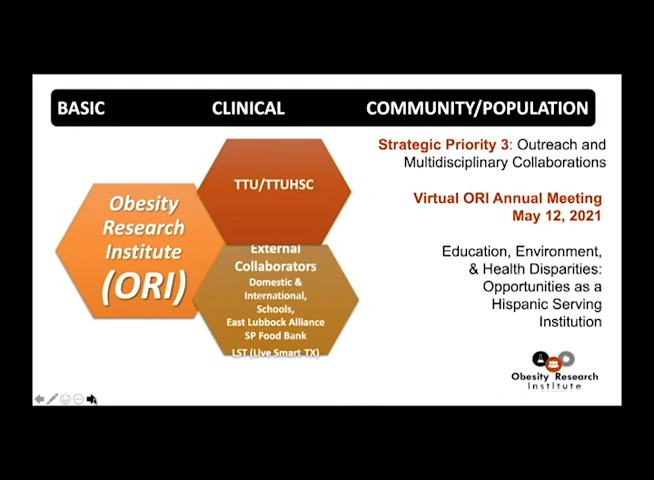 BASIC CLINICAL COMMUNITY/POPULATION
Strategic Priority 3: Outreach and
Multidisciplinary Collaborations
TTU/TTUHSC
Virtual ORI Annual Meeting
May 12, 2021
Obesity
Research
Institute
(ORI)
External
Collaborators
Domestic &
International,
Schools,
East Lubbock Alliance
SP Food Bank
LST (Live Smart TX)
Education, Environment,
& Health Disparities:
Opportunities as a
Hispanic Serving
Institution
Obesity Research
Institute